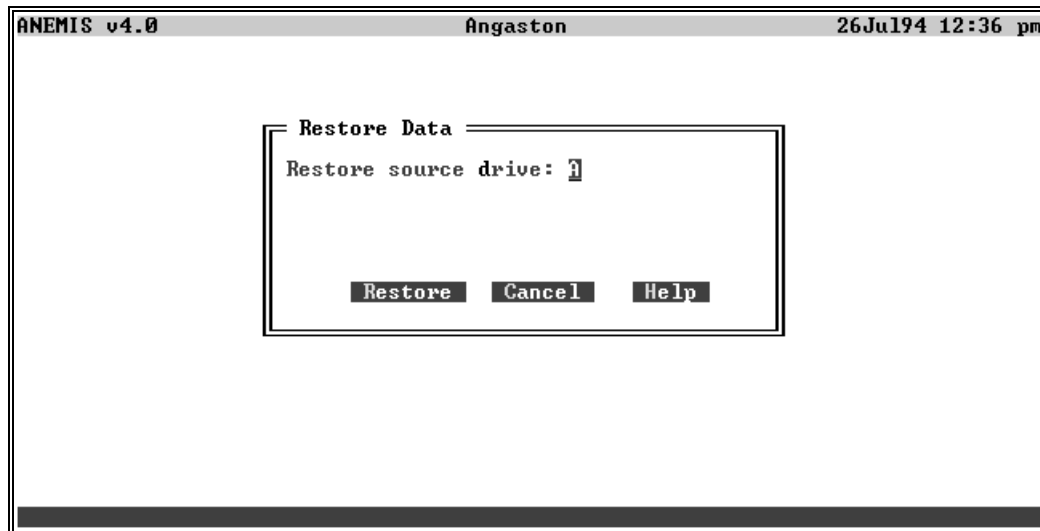 ANEMIS v4.0 Angaston 26Jul94 12:36 pm
Restore Data
Restore source drive: A
Restore Cancel Help